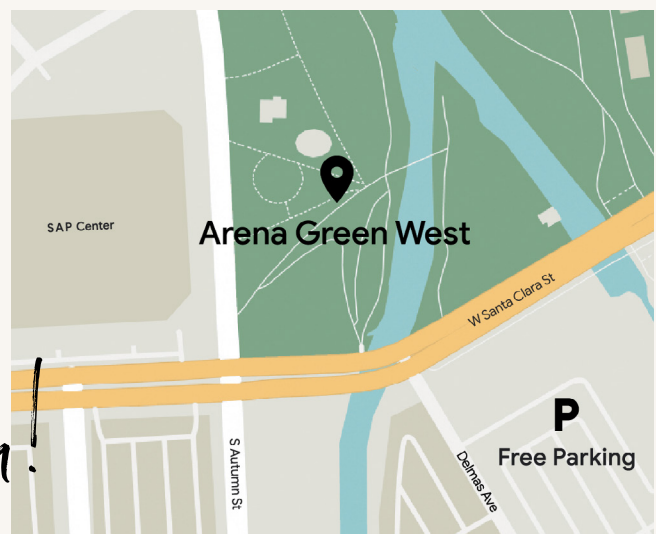 SAP Center
Arena Green West
W Santa Clara St
P
Free Parking
S Autumn St
Delmas Ave